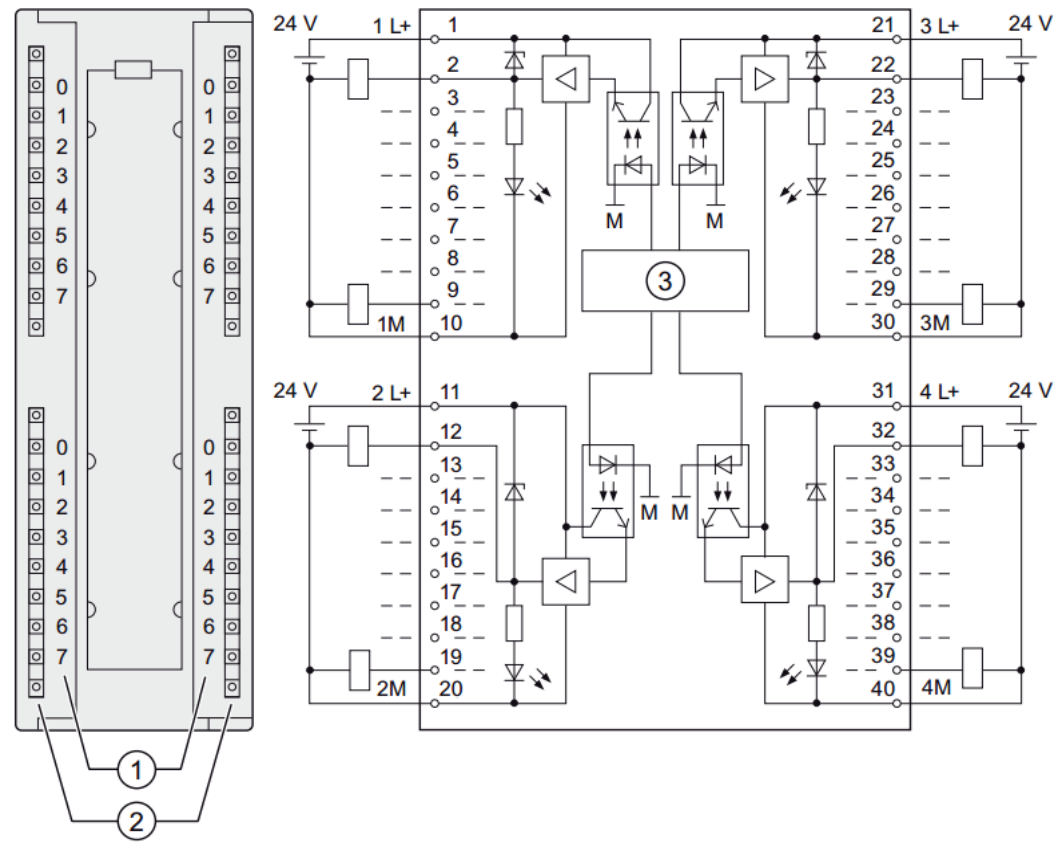 24 V 1 L+ 1 21 3 L+ 24 V
2 22
0 0 3 23
1 1 4 24
2 2 5 25
3 3 6 26
4 4 M M
5 5 7 27
6 6 8 3 28
7 7 9 29
1M 10 30 3M
24 V 2 L+ 11 31 4 L+ 24 V
12 32
0 0 13 33
1 1 14 34
2 2 M M
3 3 15 35
4 4 16 36
5 5 17 37
6 6 18 38
7 7 19 39
2M 20 40 4M
1
2